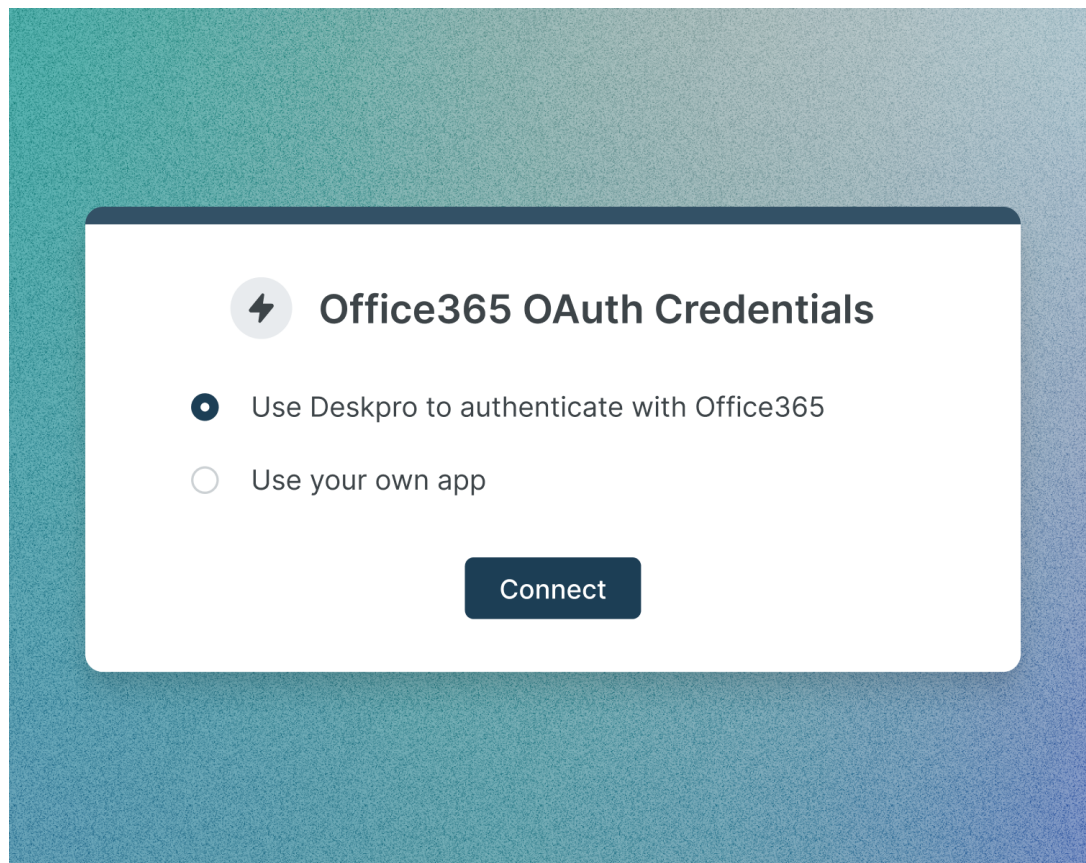 Office365 OAuth Credentials
Use Deskpro to authenticate with Office365
Use your own app
Connect